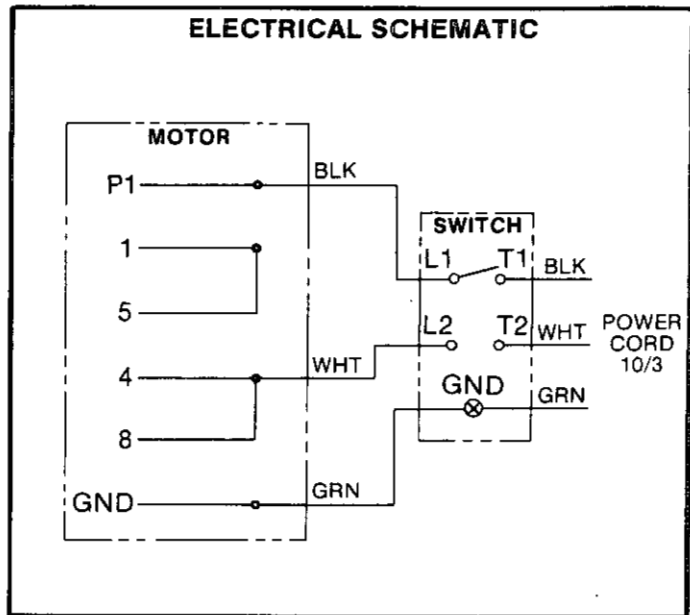 ELECTRICAL SCHEMATIC
MOTOR
P1
BLK
1
5
4
WHT
8
GND
GRN
SWITCH
L1 T1
BLK
L2 T2
WHT
GND
GRN
POWER
CORD
10/3